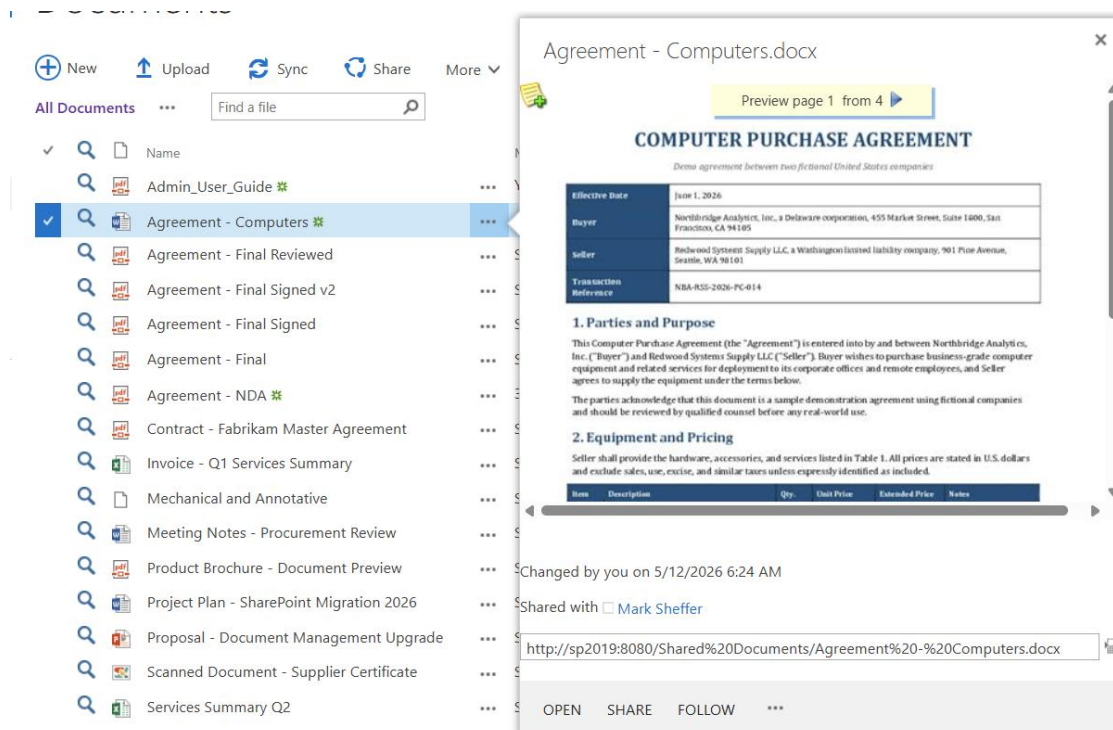 Documents
New
Upload
Sync
Share
More
All Documents
...
Find a file
Name
Admin_User_Guide
Agreement - Computers
Agreement - Final Reviewed
Agreement - Final Signed v2
Agreement - Final Signed
Agreement - Final
Agreement - NDA
Contract - Fabrikam Master Agreement
Invoice - Q1 Services Summary
Mechanical and Annotative
Meeting Notes - Procurement Review
Product Brochure - Document Preview
Project Plan - SharePoint Migration 2026
Proposal - Document Management Upgrade
Scanned Document - Supplier Certificate
Services Summary Q2
Agreement - Computers.docx
Preview page 1 from 4
COMPUTER PURCHASE AGREEMENT
Demo agreement between two fictional United States companies
Effective Date
June 1, 2026
Buyer
Northbridge Analytics, Inc., a Delaware corporation, 455 Market Street, Suite 1800, San
Francisco, CA 94105
Seller
Redwood Systems Supply LLC, a Washington limited liability company, 901 Pine Avenue,
Seattle, WA 98101
Transaction
Reference
NBA-RSS-2026-PC-014
1. Parties and Purpose
This Computer Purchase Agreement (the "Agreement") is entered into by and between Northbridge Analytics,
Inc. ("Buyer") and Redwood Systems Supply LLC ("Seller"). Buyer wishes to purchase business-grade computer
equipment and related services for deployment to its corporate offices and remote employees, and Seller
agrees to supply the equipment under the terms below.
The parties acknowledge that this document is a sample demonstration agreement using fictional companies
and should be reviewed by qualified counsel before any real-world use.
2. Equipment and Pricing
Seller shall provide the hardware, accessories, and services listed in Table 1. All prices are stated in U.S. dollars
and exclude sales, use, excise, and similar taxes unless expressly identified as included.
Item Description Qty. Unit Price Extended Price Notes
Changed by you on 5/12/2026 6:24 AM
Shared with Mark Sheffer
http://sp2019:8080/Shared%20Documents/Agreement%20-%20Computers.docx
OPEN SHARE FOLLOW ...